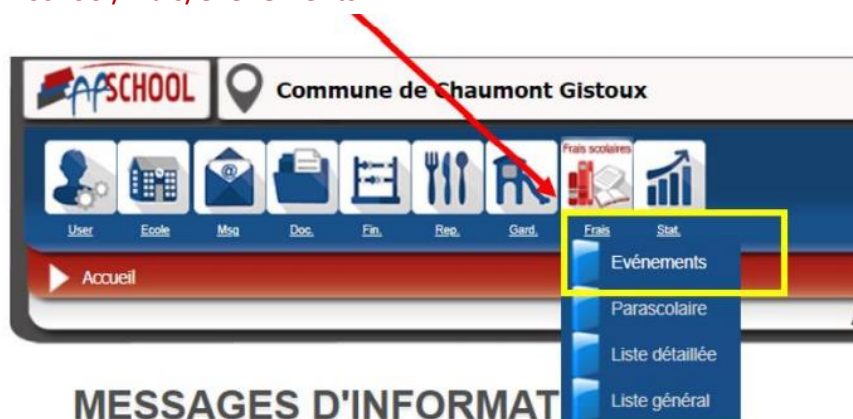 APSCHOOL
Commune de Chaumont Gistoux
Frais scolaires
User Ecole Msg Doc. Fin. Rep. Gard. Frais Stat.
Evénements
Accueil
Parascolaire
Liste détaillée
MESSAGES D'INFORMAT
Liste général